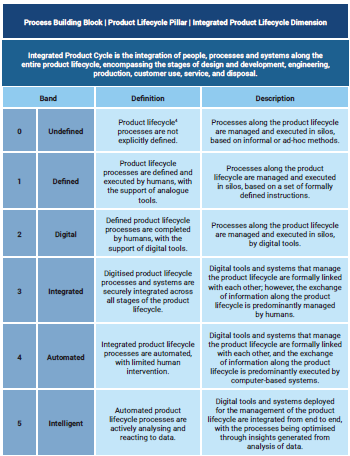 Process Building Block | Product Lifecycle Pillar | Integrated Product Lifecycle Dimension
Integrated Product Cycle is the integration of people, processes and systems along the
entire product lifecycle, encompassing the stages of design and development, engineering,
production, customer use, service, and disposal.
Band Definition Description
0 Undefined
Product lifecycle⁴
processes are not
explicitly defined.
Processes along the product lifecycle
are managed and executed in silos,
based on informal or ad-hoc methods.
1 Defined
Product lifecycle
processes are defined and
executed by humans, with
the support of analogue
tools.
Processes along the product
lifecycle are managed and executed
in silos, based on a set of formally
defined instructions.
2 Digital
Defined product lifecycle
processes are completed
by humans, with the
support of digital tools.
Processes along the product lifecycle
are managed and executed in silos,
by digital tools.
3 Integrated
Digitised product lifecycle
processes and systems are
securely integrated across
all stages of the product
lifecycle.
Digital tools and systems that manage
the product lifecycle are formally linked
with each other; however, the exchange
of information along the product
lifecycle is predominantly managed
by humans.
4 Automated
Integrated product lifecycle
processes are automated,
with limited human
intervention.
Digital tools and systems that manage
the product lifecycle are formally linked
with each other, and the exchange
of information along the product
lifecycle is predominantly executed by
computer-based systems.
5 Intelligent
Automated product
lifecycle processes are
actively analysing and
reacting to data.
Digital tools and systems deployed
for the management of the product
lifecycle are integrated from end to end,
with the processes being optimised
through insights generated from
analysis of data.